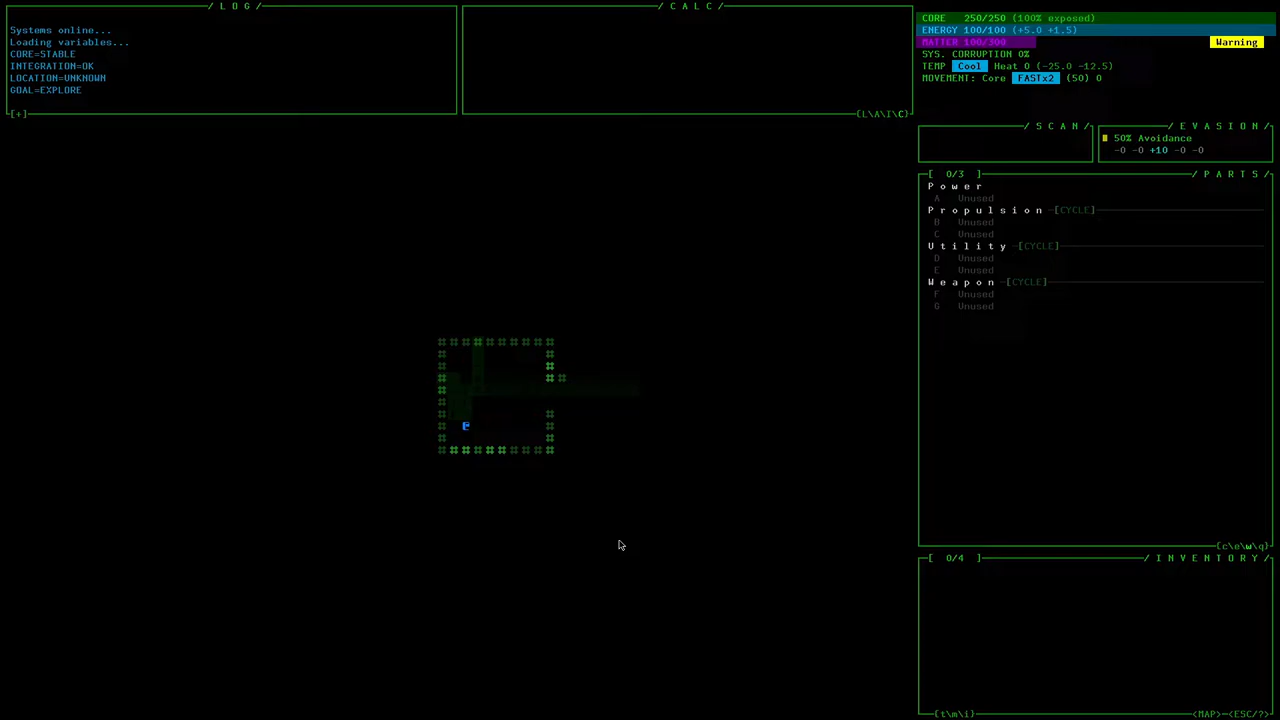 / L O G /
Systems online...
Loading variables...
CORE=STABLE
INTEGRATION=OK
LOCATION=UNKNOWN
GOAL=EXPLORE
[+]
/ C A L C /
[L\A\I\C]
CORE 250/250 (100% exposed)
ENERGY 100/100 (+5.0 +1.5)
MATTER 100/300 Warning
SYS. CORRUPTION 0%
TEMP Cool Heat 0 (-25.0 -12.5)
MOVEMENT: Core FASTx2 (50) 0
/ S C A N /
/ E V A S I O N /
50% Avoidance
-0 -0 +10 -0 -0
[ 0/3 ] / P A R T S /
Power
A Unused
Propulsion [CYCLE]
B Unused
C Unused
Utility [CYCLE]
D Unused
E Unused
Weapon [CYCLE]
F Unused
G Unused
[c\e\w\q]
[ 0/4 ] / I N V E N T O R Y /
[t\m\i]
<MAP>—<ESC/?>